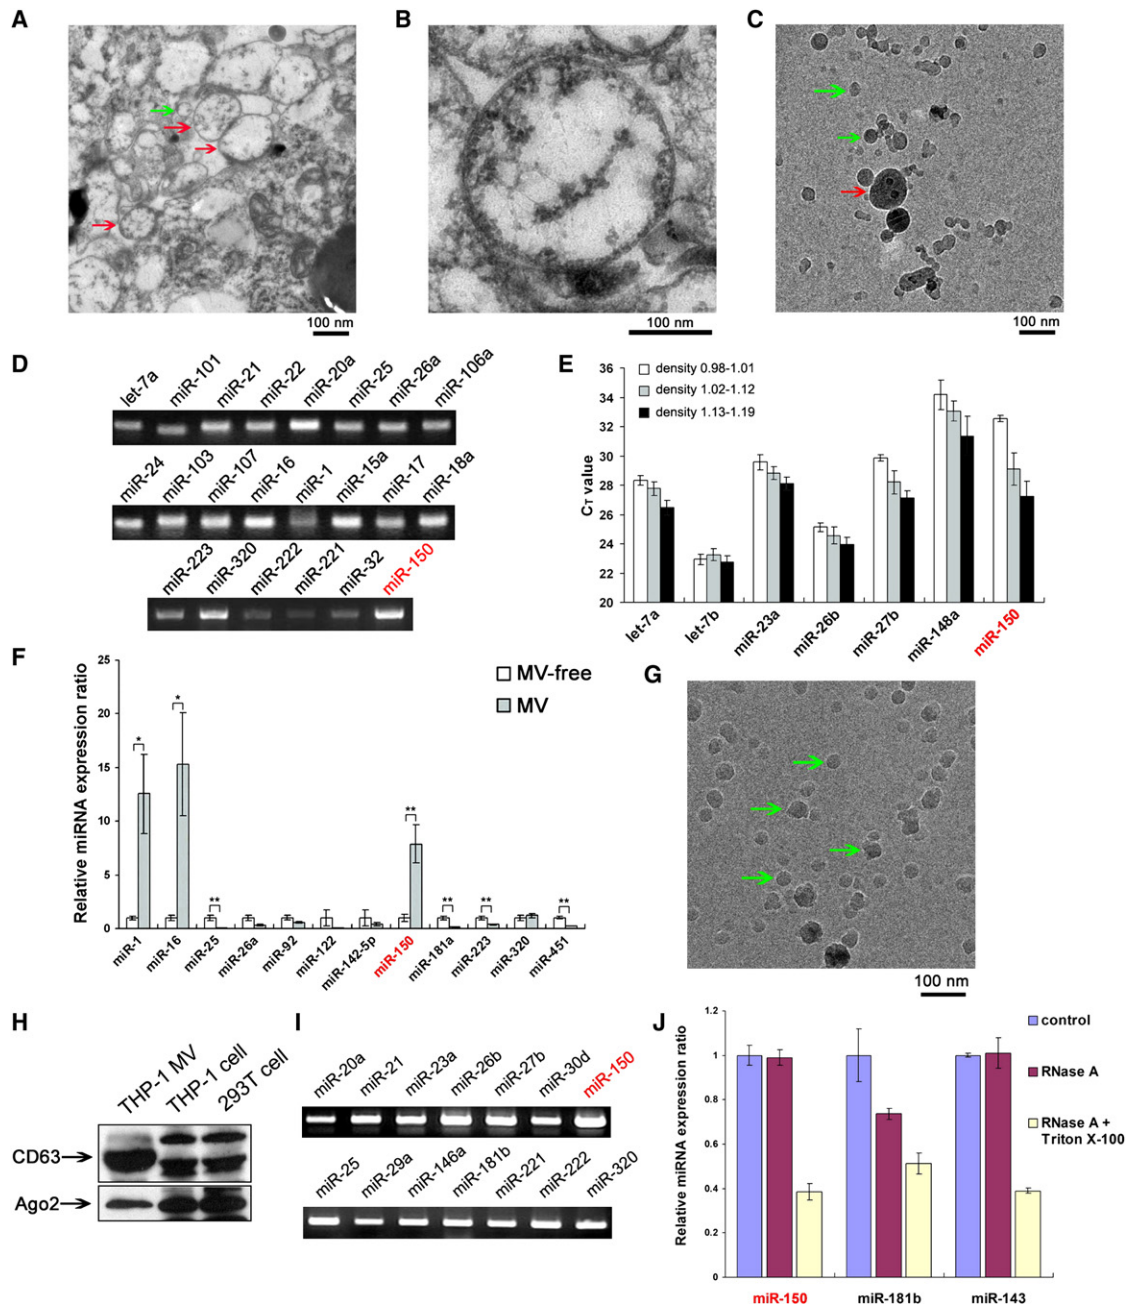 A
B
C
100 nm
100 nm
100 nm
D
let-7a
miR-101
miR-21
miR-22
miR-20a
miR-25
miR-26a
miR-106a
miR-24
miR-103
miR-107
miR-16
miR-1
miR-15a
miR-17
miR-18a
miR-223
miR-320
miR-222
miR-221
miR-32
miR-150
E
density 0.98-1.01
density 1.02-1.12
density 1.13-1.19
CT value
36
34
32
30
28
26
24
22
20
let-7a
let-7b
miR-23a
miR-26b
miR-27b
miR-148a
miR-150
F
MV-free
MV
Relative miRNA expression ratio
25
20
15
10
5
0
*
*
**
**
**
**
**
miR-1
miR-16
miR-25
miR-26a
miR-92
miR-122
miR-142-5p
miR-150
miR-181a
miR-223
miR-320
miR-451
G
100 nm
H
THP-1 MV
THP-1 cell
293T cell
CD63
Ago2
I
miR-20a
miR-21
miR-23a
miR-26b
miR-27b
miR-30d
miR-150
miR-25
miR-29a
miR-146a
miR-181b
miR-221
miR-222
miR-320
J
control
RNase A
RNase A +
Triton X-100
Relative miRNA expression ratio
1.2
1
0.8
0.6
0.4
0.2
0
miR-150
miR-181b
miR-143